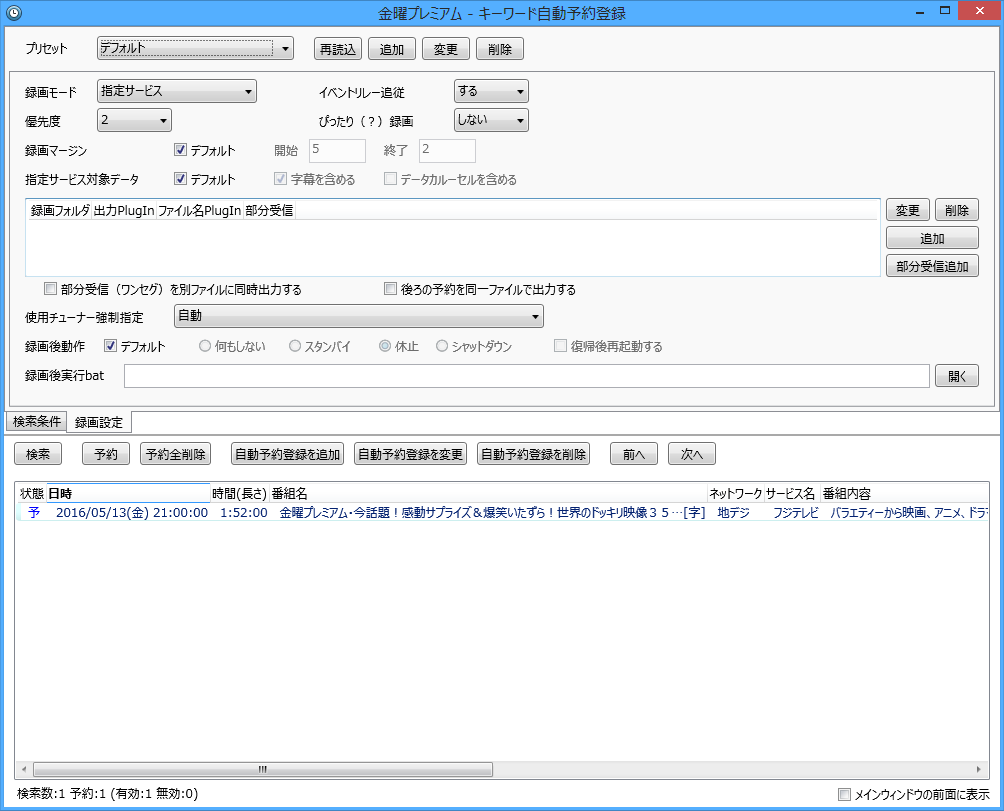 金曜プレミアム - キーワード自動予約登録
プリセット デフォルト 再読込 追加 変更 削除
録画モード 指定サービス イベントリレー追従 する
優先度 2 ぴったり（？）録画 しない
録画マージン デフォルト 開始 5 終了 2
指定サービス対象データ デフォルト 字幕を含める データカルーセルを含める
録画フォルダ 出力PlugIn ファイル名PlugIn 部分受信 変更 削除
追加
部分受信追加
部分受信（ワンセグ）を別ファイルに同時出力する 後ろの予約を同一ファイルで出力する
使用チューナー強制指定 自動
録画後動作 デフォルト 何もしない スタンバイ 休止 シャットダウン 復帰後再起動する
録画後実行bat 開く
検索条件 録画設定
検索 予約 予約全削除 自動予約登録を追加 自動予約登録を変更 自動予約登録を削除 前へ 次へ
状態 日時 時間(長さ) 番組名 ネットワーク サービス名 番組内容
予 2016/05/13(金) 21:00:00 1:52:00 金曜プレミアム・今話題！感動サプライズ＆爆笑いたずら！世界のドッキリ映像３５…[字] 地デジ フジテレビ バラエティーから映画、アニメ、ドラマ
検索数:1 予約:1 (有効:1 無効:0) メインウィンドウの前面に表示